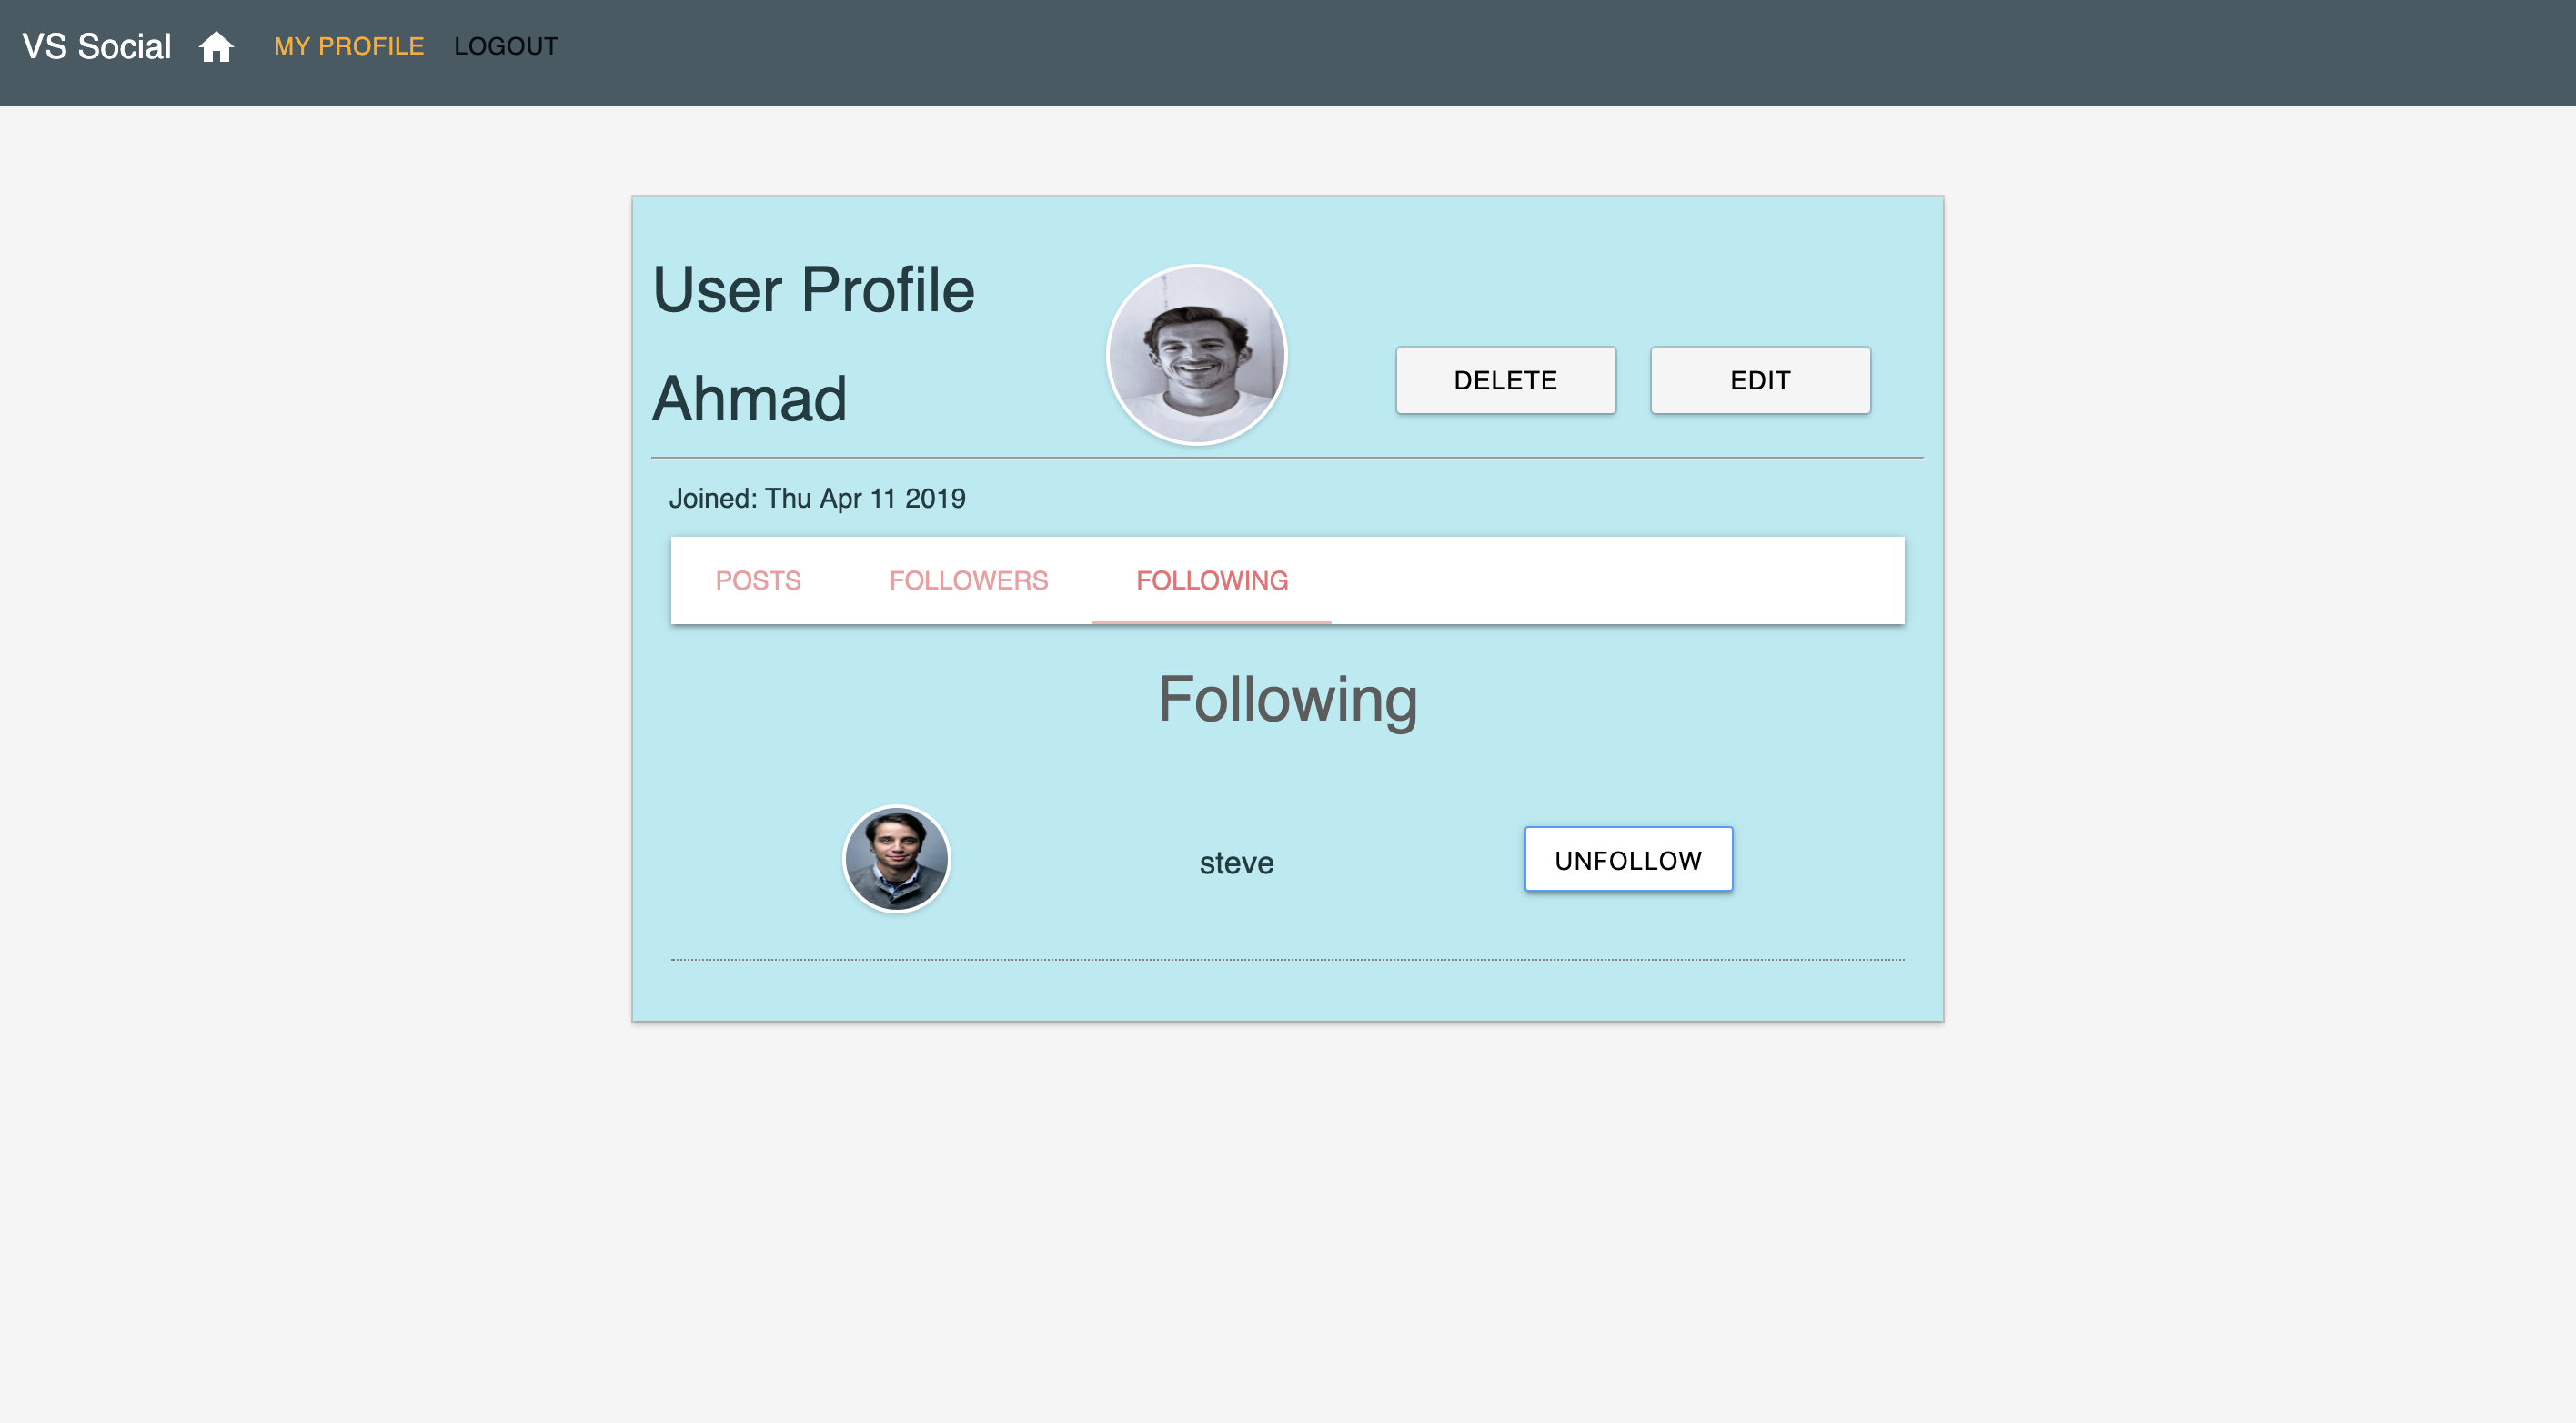 VS Social MY PROFILE LOGOUT
User Profile
Ahmad
DELETE EDIT
Joined: Thu Apr 11 2019
POSTS FOLLOWERS FOLLOWING
Following
steve UNFOLLOW